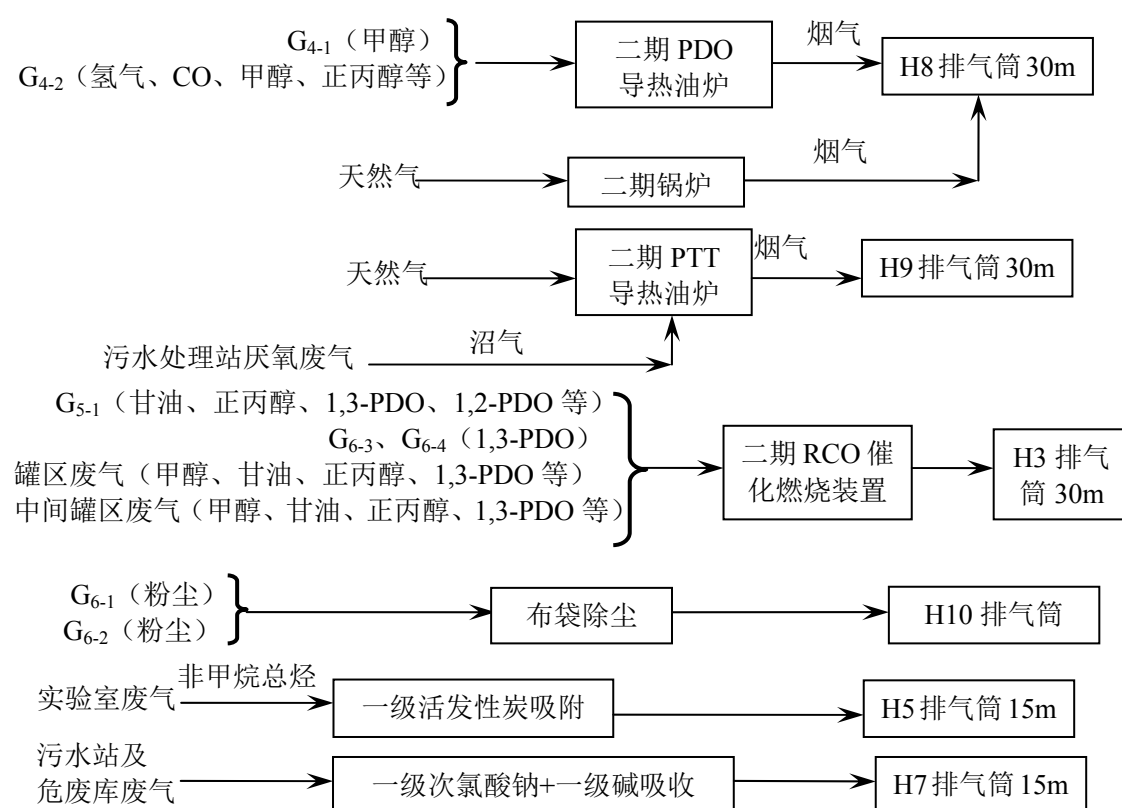 G4-1（甲醇）
G4-2（氢气、CO、甲醇、正丙醇等）
二期 PDO
导热油炉
烟气
H8 排气筒 30m
天然气
二期锅炉
烟气
天然气
二期 PTT
导热油炉
烟气
H9 排气筒 30m
污水处理站厌氧废气
沼气
G5-1（甘油、正丙醇、1,3-PDO、1,2-PDO 等）
G6-3、G6-4（1,3-PDO）
罐区废气（甲醇、甘油、正丙醇、1,3-PDO 等）
中间罐区废气（甲醇、甘油、正丙醇、1,3-PDO 等）
二期 RCO 催
化燃烧装置
H3 排气
筒 30m
G6-1（粉尘）
G6-2（粉尘）
布袋除尘
H10 排气筒
实验室废气
非甲烷总烃
一级活发性炭吸附
H5 排气筒 15m
污水站及
危废库废气
一级次氯酸钠+一级碱吸收
H7 排气筒 15m